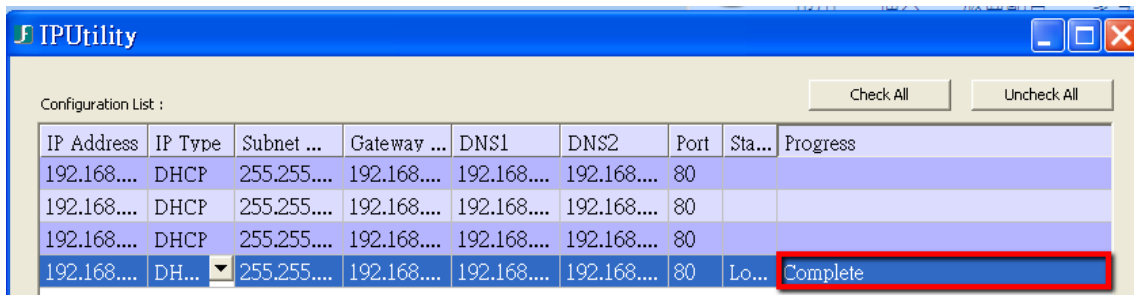 IPUtility
Check All Uncheck All
Configuration List :
IP Address IP Type Subnet ... Gateway ... DNS1 DNS2 Port Sta... Progress
192.168.... DHCP 255.255.... 192.168.... 192.168.... 192.168.... 80
192.168.... DHCP 255.255.... 192.168.... 192.168.... 192.168.... 80
192.168.... DHCP 255.255.... 192.168.... 192.168.... 192.168.... 80
192.168.... DH... 255.255.... 192.168.... 192.168.... 192.168.... 80 Lo... Complete